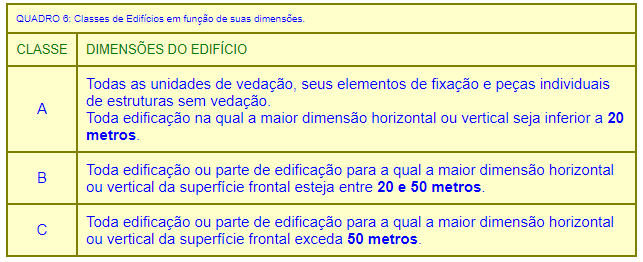 QUADRO 6: Classes de Edifícios em função de suas dimensões.
CLASSE DIMENSÕES DO EDIFÍCIO
A
Todas as unidades de vedação, seus elementos de fixação e peças individuais
de estruturas sem vedação.
Toda edificação na qual a maior dimensão horizontal ou vertical seja inferior a 20
metros.
B
Toda edificação ou parte de edificação para a qual a maior dimensão horizontal
ou vertical da superfície frontal esteja entre 20 e 50 metros.
C
Toda edificação ou parte de edificação para a qual a maior dimensão horizontal
ou vertical da superfície frontal exceda 50 metros.